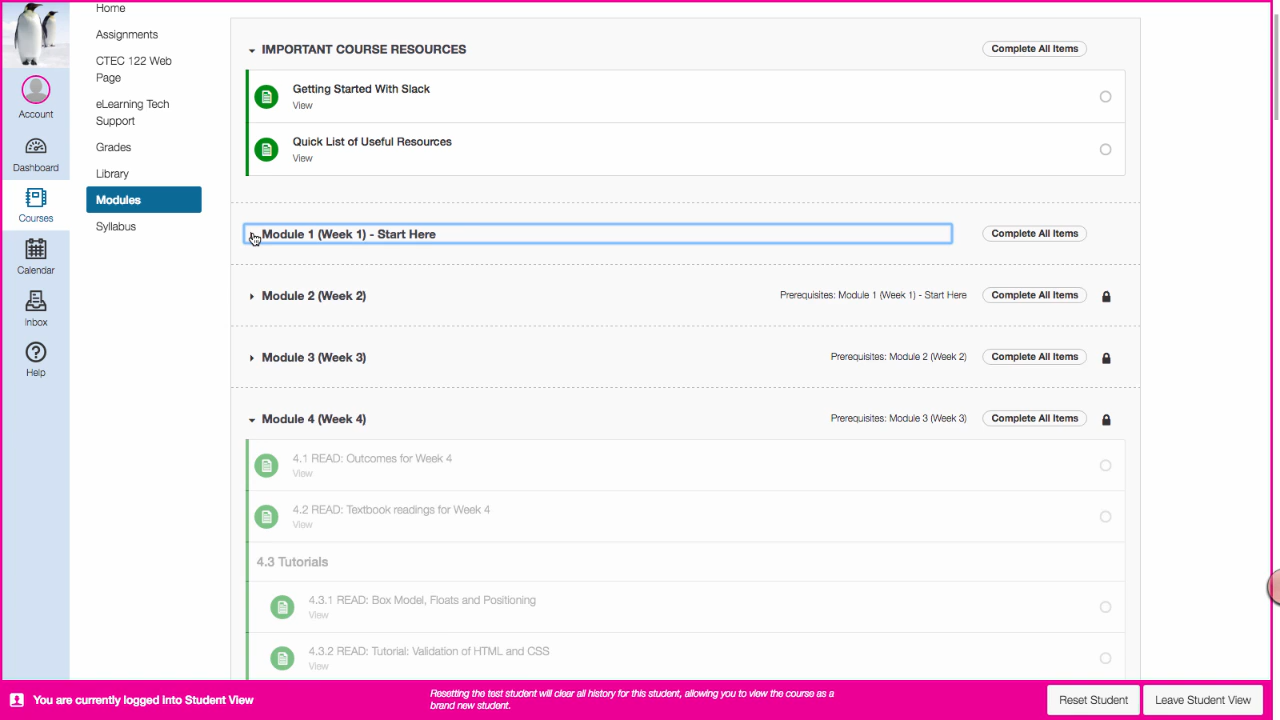 Home
Assignments
CTEC 122 Web
Page
eLearning Tech
Support
Grades
Library
Modules
Syllabus
Account
Dashboard
Courses
Calendar
Inbox
Help
IMPORTANT COURSE RESOURCES
Complete All Items
Getting Started With Slack
View
Quick List of Useful Resources
View
Module 1 (Week 1) - Start Here
Complete All Items
Module 2 (Week 2)
Prerequisites: Module 1 (Week 1) - Start Here
Complete All Items
Module 3 (Week 3)
Prerequisites: Module 2 (Week 2)
Complete All Items
Module 4 (Week 4)
Prerequisites: Module 3 (Week 3)
Complete All Items
4.1 READ: Outcomes for Week 4
View
4.2 READ: Textbook readings for Week 4
View
4.3 Tutorials
4.3.1 READ: Box Model, Floats and Positioning
View
4.3.2 READ: Tutorial: Validation of HTML and CSS
View
You are currently logged into Student View
Resetting the test student will clear all history for this student, allowing you to view the course as a
brand new student.
Reset Student
Leave Student View